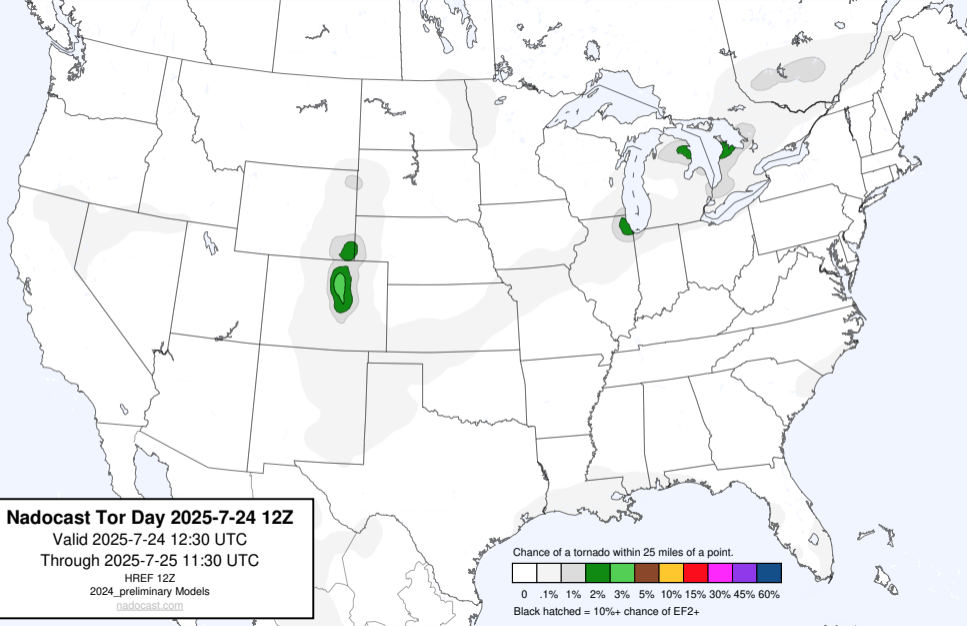 Nadocast Tor Day 2025-7-24 12Z
Valid 2025-7-24 12:30 UTC
Through 2025-7-25 11:30 UTC
HREF 12Z
2024_preliminary Models
nadocast.com
Chance of a tornado within 25 miles of a point.
0 .1% 1% 2% 3% 5% 10% 15% 30% 45% 60%
Black hatched = 10%+ chance of EF2+